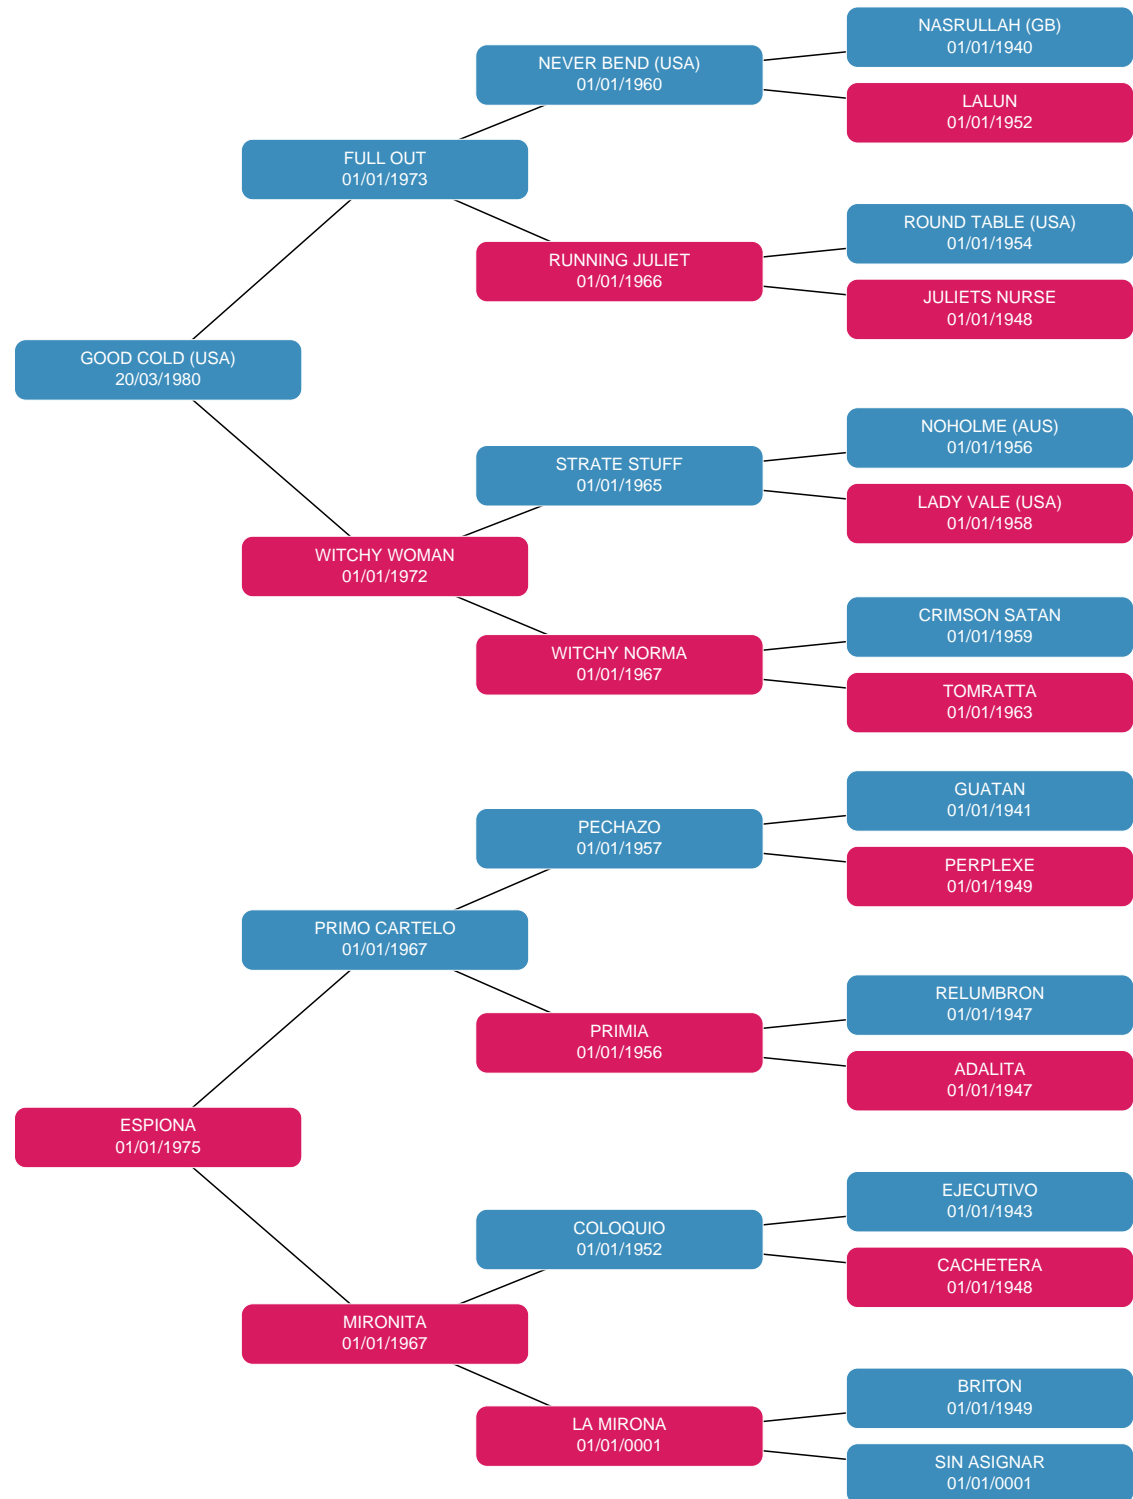 NASRULLAH (GB)
01/01/1940
NEVER BEND (USA)
01/01/1960
LALUN
01/01/1952
FULL OUT
01/01/1973
ROUND TABLE (USA)
01/01/1954
RUNNING JULIET
01/01/1966
JULIETS NURSE
01/01/1948
GOOD COLD (USA)
20/03/1980
NOHOLME (AUS)
01/01/1956
STRATE STUFF
01/01/1965
LADY VALE (USA)
01/01/1958
WITCHY WOMAN
01/01/1972
CRIMSON SATAN
01/01/1959
WITCHY NORMA
01/01/1967
TOMRATTA
01/01/1963
GUATAN
01/01/1941
PECHAZO
01/01/1957
PERPLEXE
01/01/1949
PRIMO CARTELO
01/01/1967
RELUMBRON
01/01/1947
PRIMIA
01/01/1956
ADALITA
01/01/1947
ESPIONA
01/01/1975
EJECUTIVO
01/01/1943
COLOQUIO
01/01/1952
CACHETERA
01/01/1948
MIRONITA
01/01/1967
BRITON
01/01/1949
LA MIRONA
01/01/0001
SIN ASIGNAR
01/01/0001